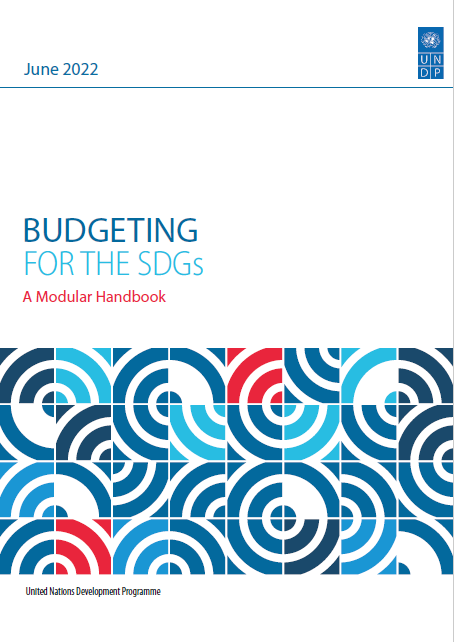 June 2022
U N
D P
BUDGETING
FOR THE SDGs
A Modular Handbook
United Nations Development Programme